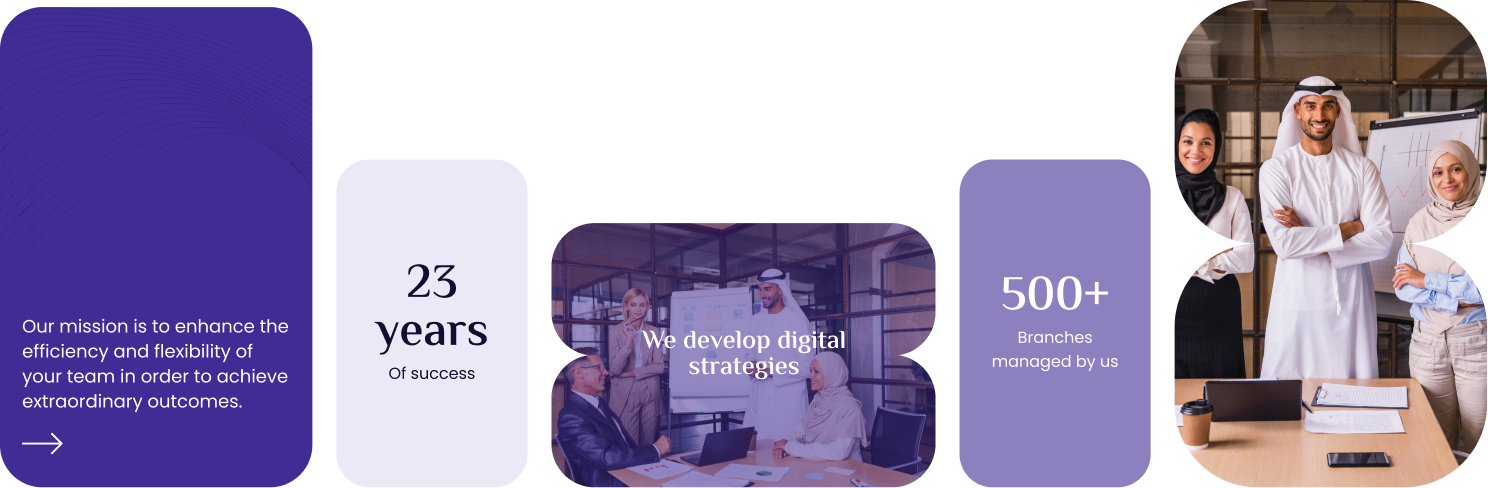 Our mission is to enhance the
efficiency and flexibility of
your team in order to achieve
extraordinary outcomes.
23
years
Of success
We develop digital
strategies
500+
Branches
managed by us